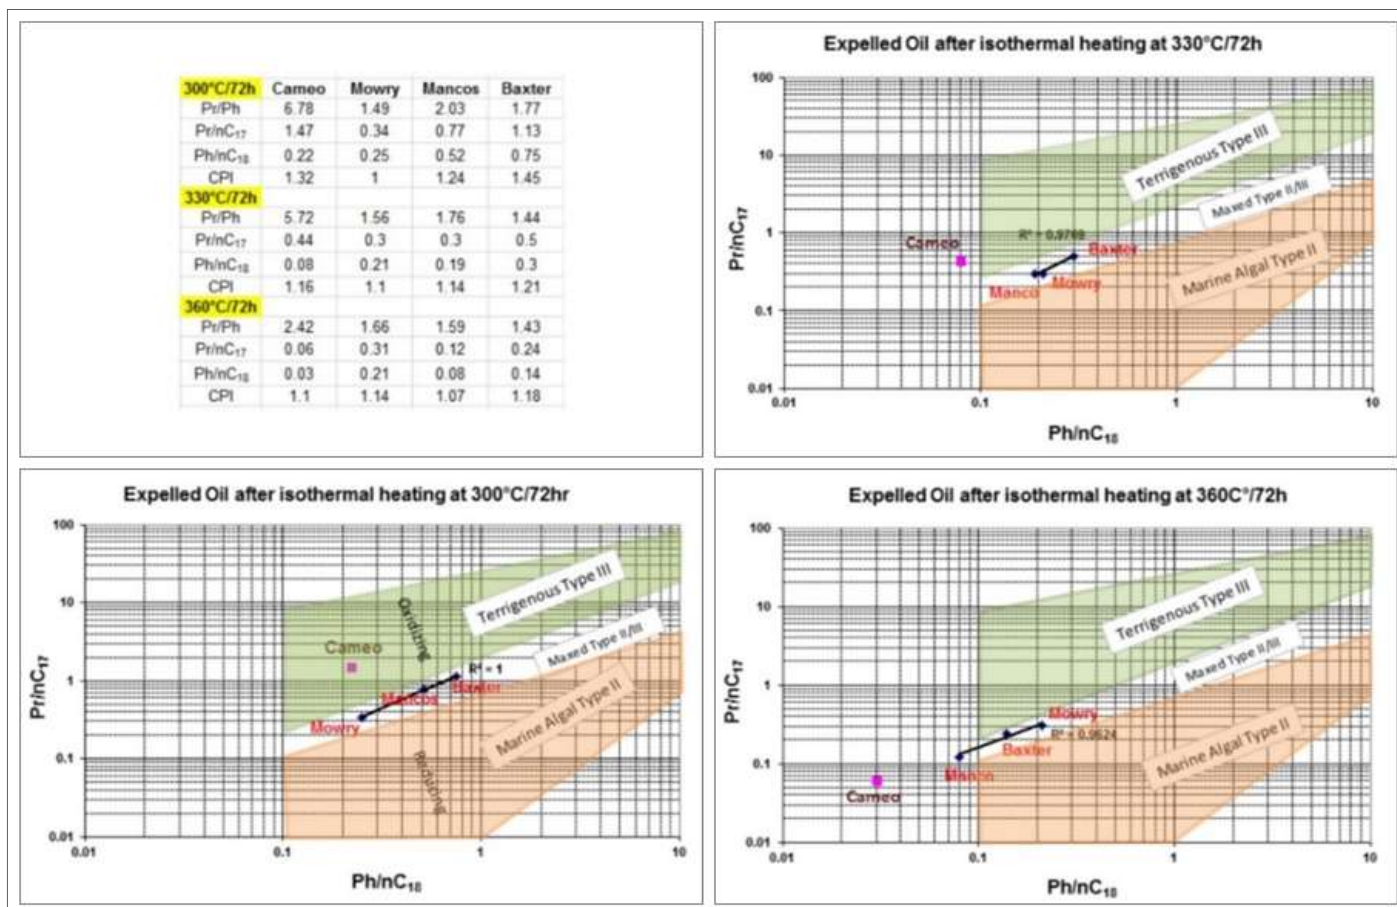 300°C/72h Cameo Mowry Mancos Baxter
Pr/Ph 6.78 1.49 2.03 1.77
Pr/nC17 1.47 0.34 0.77 1.13
Ph/nC18 0.22 0.25 0.52 0.75
CPI 1.32 1 1.24 1.45
330°C/72h
Pr/Ph 5.72 1.56 1.76 1.44
Pr/nC17 0.44 0.3 0.3 0.5
Ph/nC18 0.08 0.21 0.19 0.3
CPI 1.16 1.1 1.14 1.21
360°C/72h
Pr/Ph 2.42 1.66 1.59 1.43
Pr/nC17 0.06 0.31 0.12 0.24
Ph/nC18 0.03 0.21 0.08 0.14
CPI 1.1 1.14 1.07 1.18
Expelled Oil after isothermal heating at 330°C/72h
100
10
1
0.1
0.01
Pr/nC17
Terrigenous Type III
Maxed Type II/III
Marine Algal Type II
Cameo
R² = 0.9769
Baxter
Manco
Mowry
0.01 0.1 1 10
Ph/nC18
Expelled Oil after isothermal heating at 300°C/72hr
100
10
1
0.1
0.01
Pr/nC17
Oxidizing
Terrigenous Type III
Cameo
Maxed Type II/III
R² = 1
Baxter
Mancos
Mowry
Marine Algal Type II
Reducing
0.01 0.1 1 10
Ph/nC18
Expelled Oil after isothermal heating at 360C°/72h
100
10
1
0.1
0.01
Pr/nC17
Terrigenous Type III
Maxed Type II/III
Marine Algal Type II
Mowry
R² = 0.9624
Baxter
Manco
Cameo
0.01 0.1 1 10
Ph/nC18